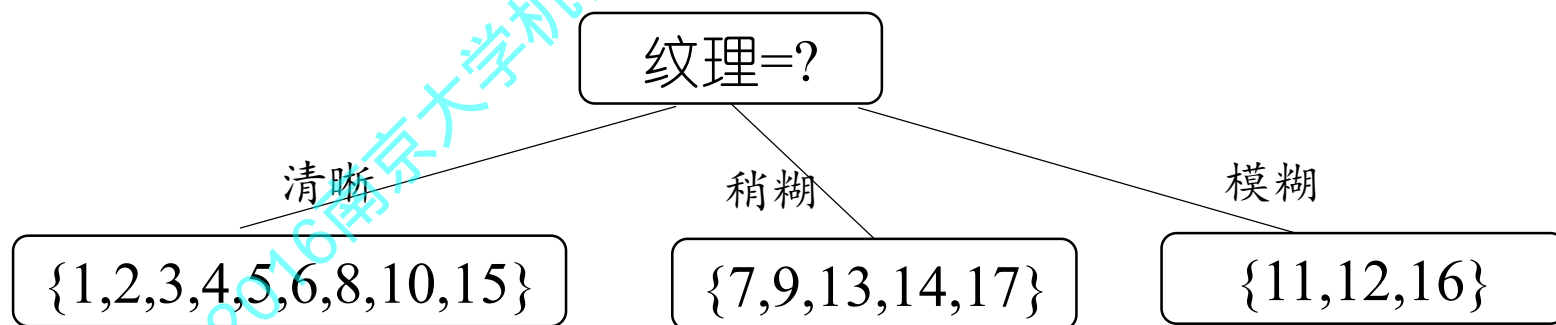 纹理=?
清晰
稍糊
模糊
{1,2,3,4,5,6,8,10,15}
{7,9,13,14,17}
{11,12,16}
2016南京大学机